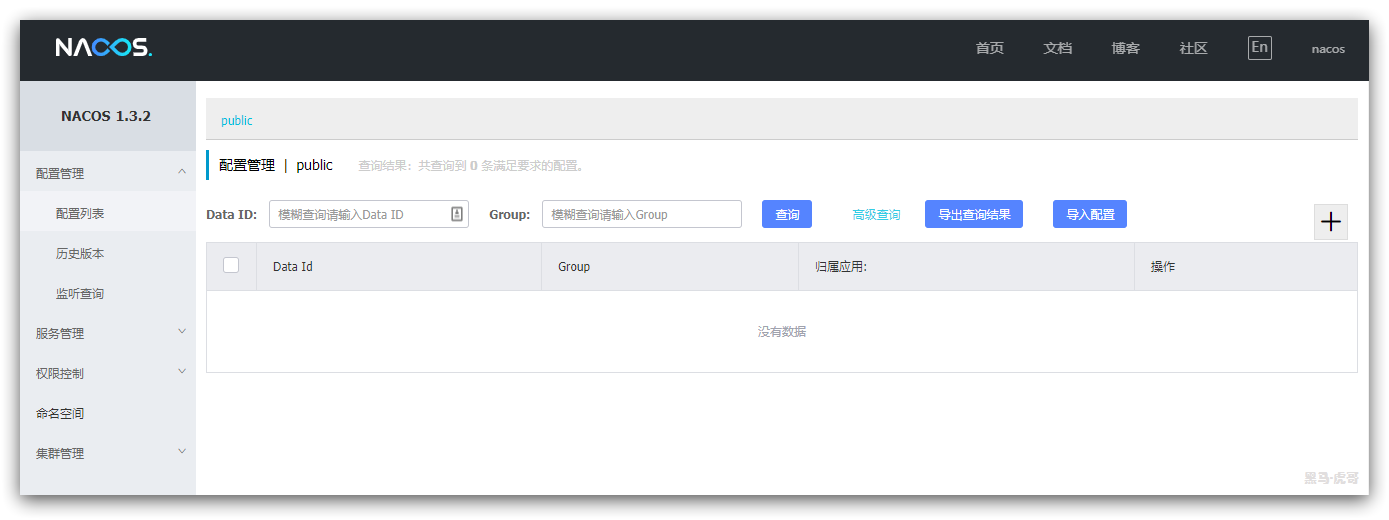 NACOS.
首页 文档 博客 社区 En nacos
NACOS 1.3.2
配置管理
配置列表
历史版本
监听查询
服务管理
权限控制
命名空间
集群管理
public
配置管理 | public 查询结果：共查询到 0 条满足要求的配置。
Data ID: 模糊查询请输入Data ID Group: 模糊查询请输入Group 查询 高级查询 导出查询结果 导入配置
Data Id Group 归属应用: 操作
没有数据
黑马-虎哥